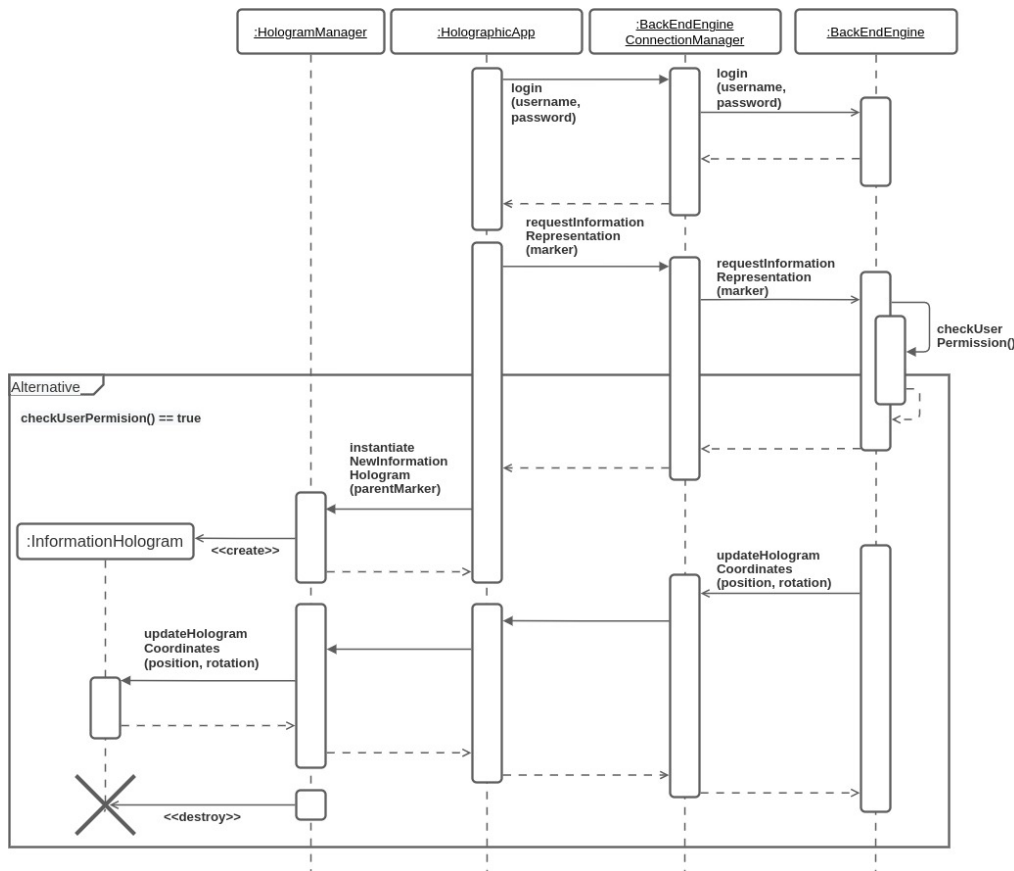 :HologramManager
:HolographicApp
:BackEndEngine
ConnectionManager
:BackEndEngine
login
(username,
password)
login
(username,
password)
requestInformation
Representation
(marker)
requestInformation
Representation
(marker)
checkUser
Permission()
Alternative
checkUserPermision() == true
instantiate
NewInformation
Hologram
(parentMarker)
:InformationHologram
<<create>>
updateHologram
Coordinates
(position, rotation)
updateHologram
Coordinates
(position, rotation)
<<destroy>>